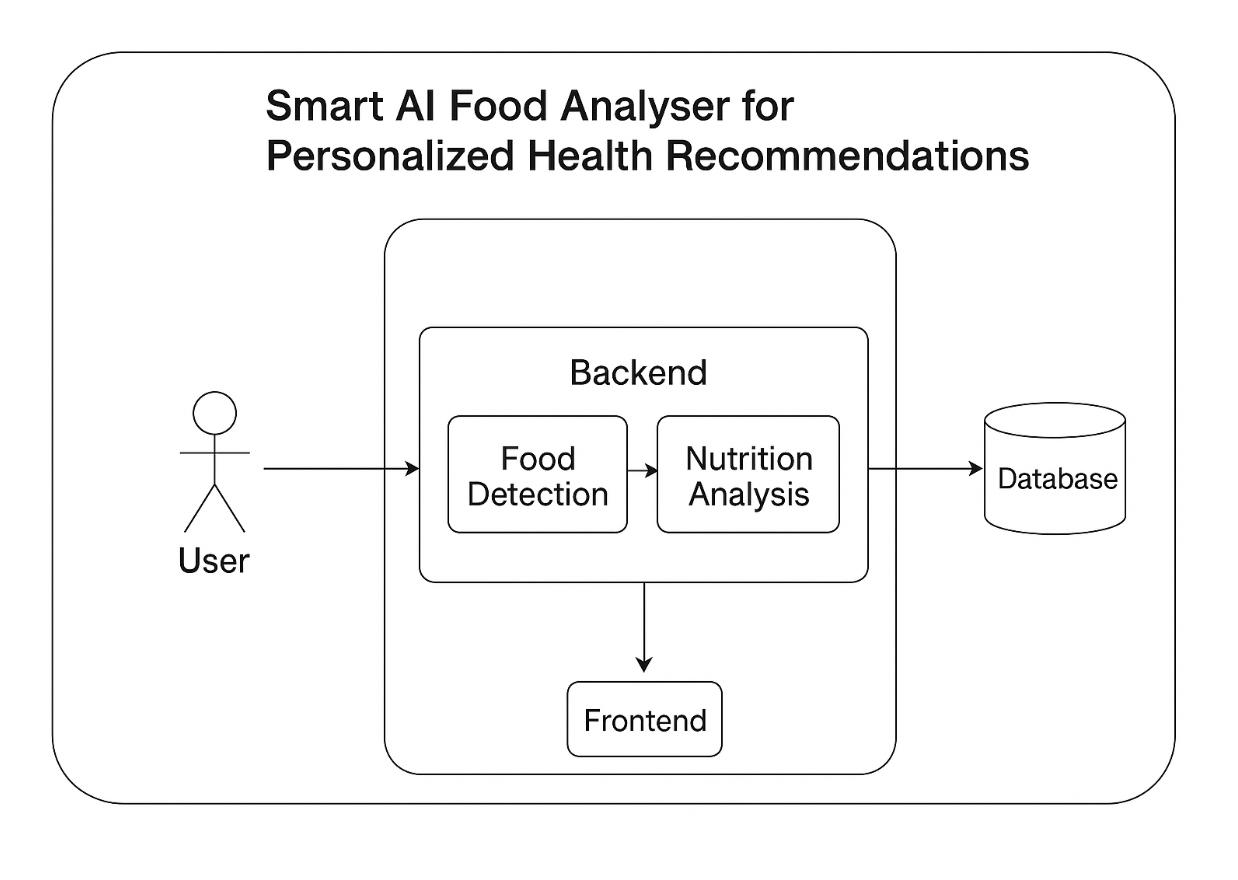 Smart AI Food Analyser for
Personalized Health Recommendations
Backend
Food
Detection
Nutrition
Analysis
Database
User
Frontend